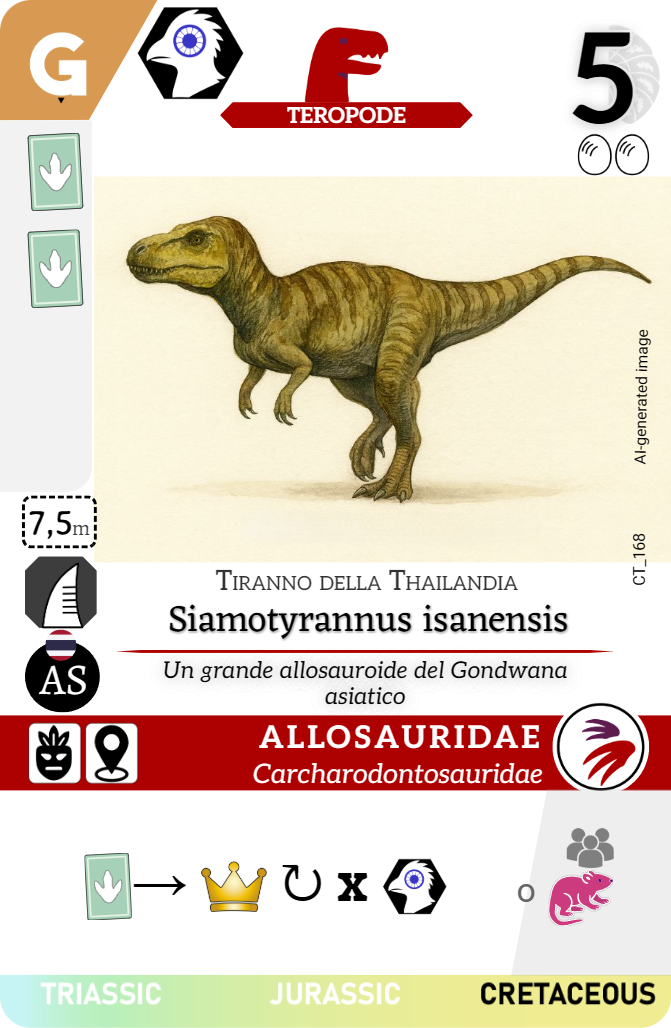 G
TEROPODE
5
AI-generated image
CT_168
7,5m
AS
Tiranno della Thailandia
Siamotyrannus isanensis
Un grande allosauroide del Gondwana
asiatico
ALLOSAURIDAE
Carcharodontosauridae
x
o
TRIASSIC JURASSIC CRETACEOUS